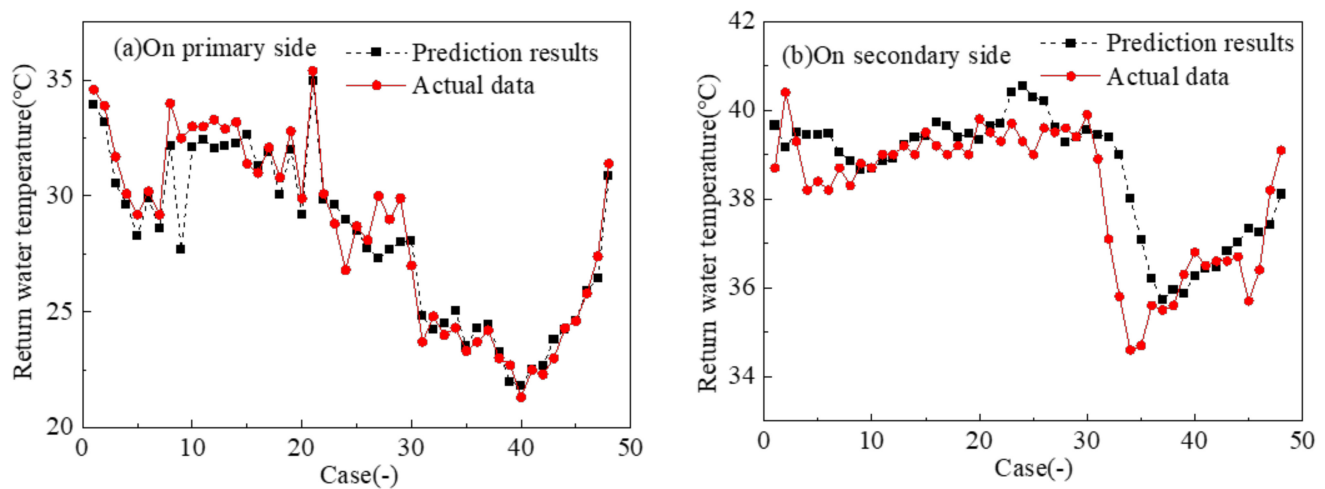 (a)On primary side
Prediction results
Actual data
Return water temperature(°C)
35
30
25
20
0
10
20
30
40
50
Case(-)
(b)On secondary side
Prediction results
Actual data
Return water temperature(°C)
42
40
38
36
34
0
10
20
30
40
50
Case(-)